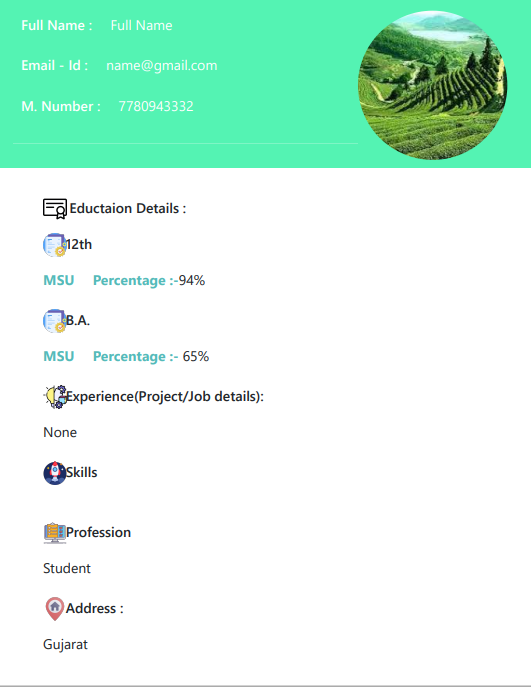 Full Name : Full Name
Email - Id : name@gmail.com
M. Number : 7780943332
Eductaion Details :
12th
MSU Percentage :-94%
B.A.
MSU Percentage :- 65%
Experience(Project/Job details):
None
Skills
Profession
Student
Address :
Gujarat